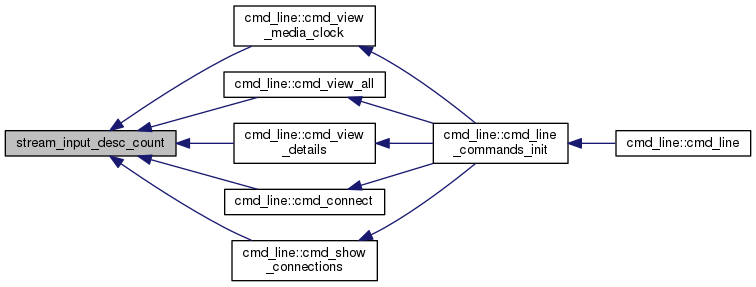 cmd_line::cmd_view
_media_clock
cmd_line::cmd_view_all
stream_input_desc_count
cmd_line::cmd_view
_details
cmd_line::cmd_line
_commands_init
cmd_line::cmd_line
cmd_line::cmd_connect
cmd_line::cmd_show
_connections